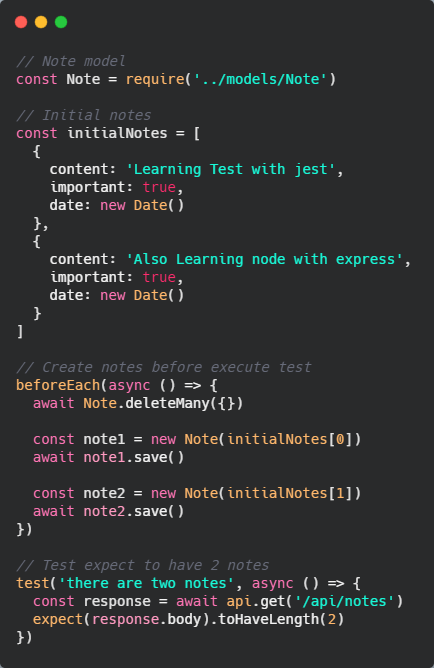 // Note model
const Note = require('../models/Note')

// Initial notes
const initialNotes = [
  {
    content: 'Learning Test with jest',
    important: true,
    date: new Date()
  },
  {
    content: 'Also Learning node with express',
    important: true,
    date: new Date()
  }
]

// Create notes before execute test
beforeEach(async () => {
  await Note.deleteMany({})

  const note1 = new Note(initialNotes[0])
  await note1.save()

  const note2 = new Note(initialNotes[1])
  await note2.save()
})

// Test expect to have 2 notes
test('there are two notes', async () => {
  const response = await api.get('/api/notes')
  expect(response.body).toHaveLength(2)
})